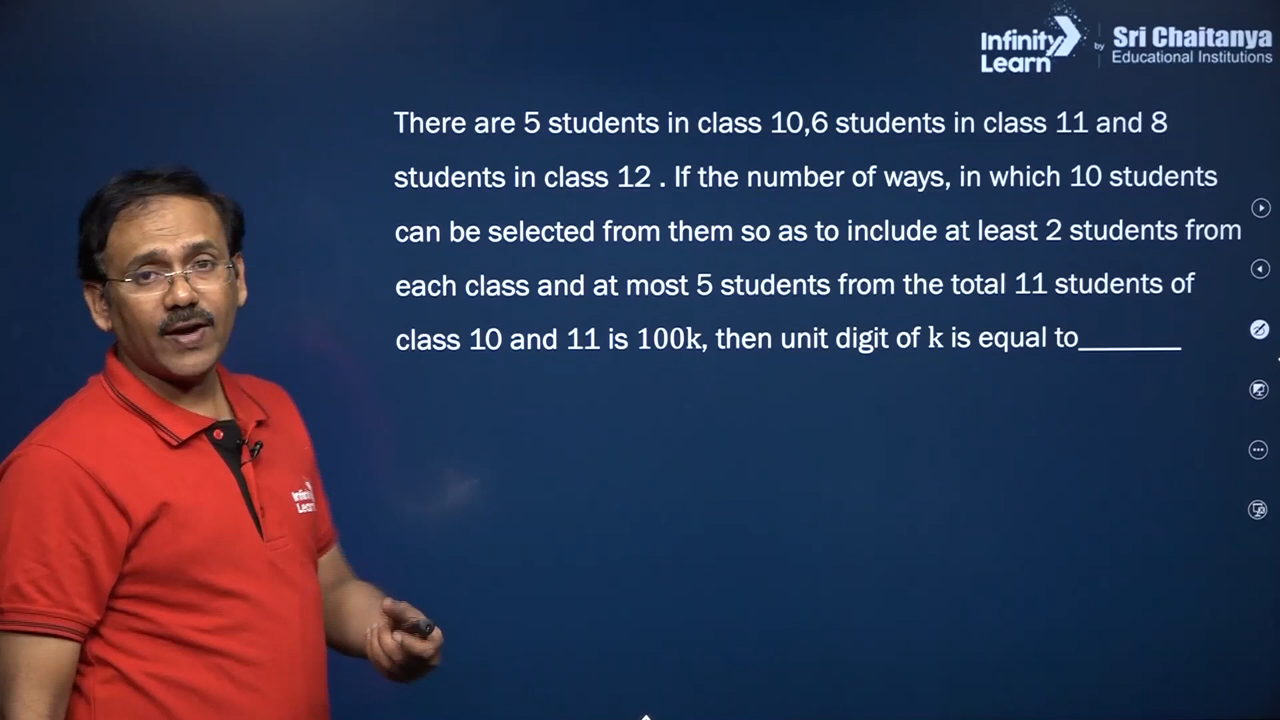 Infinity Learn
by
Sri Chaitanya
Educational Institutions
There are 5 students in class 10,6 students in class 11 and 8
students in class 12 . If the number of ways, in which 10 students
can be selected from them so as to include at least 2 students from
each class and at most 5 students from the total 11 students of
class 10 and 11 is 100k, then unit digit of k is equal to_______
Infinity
Learn